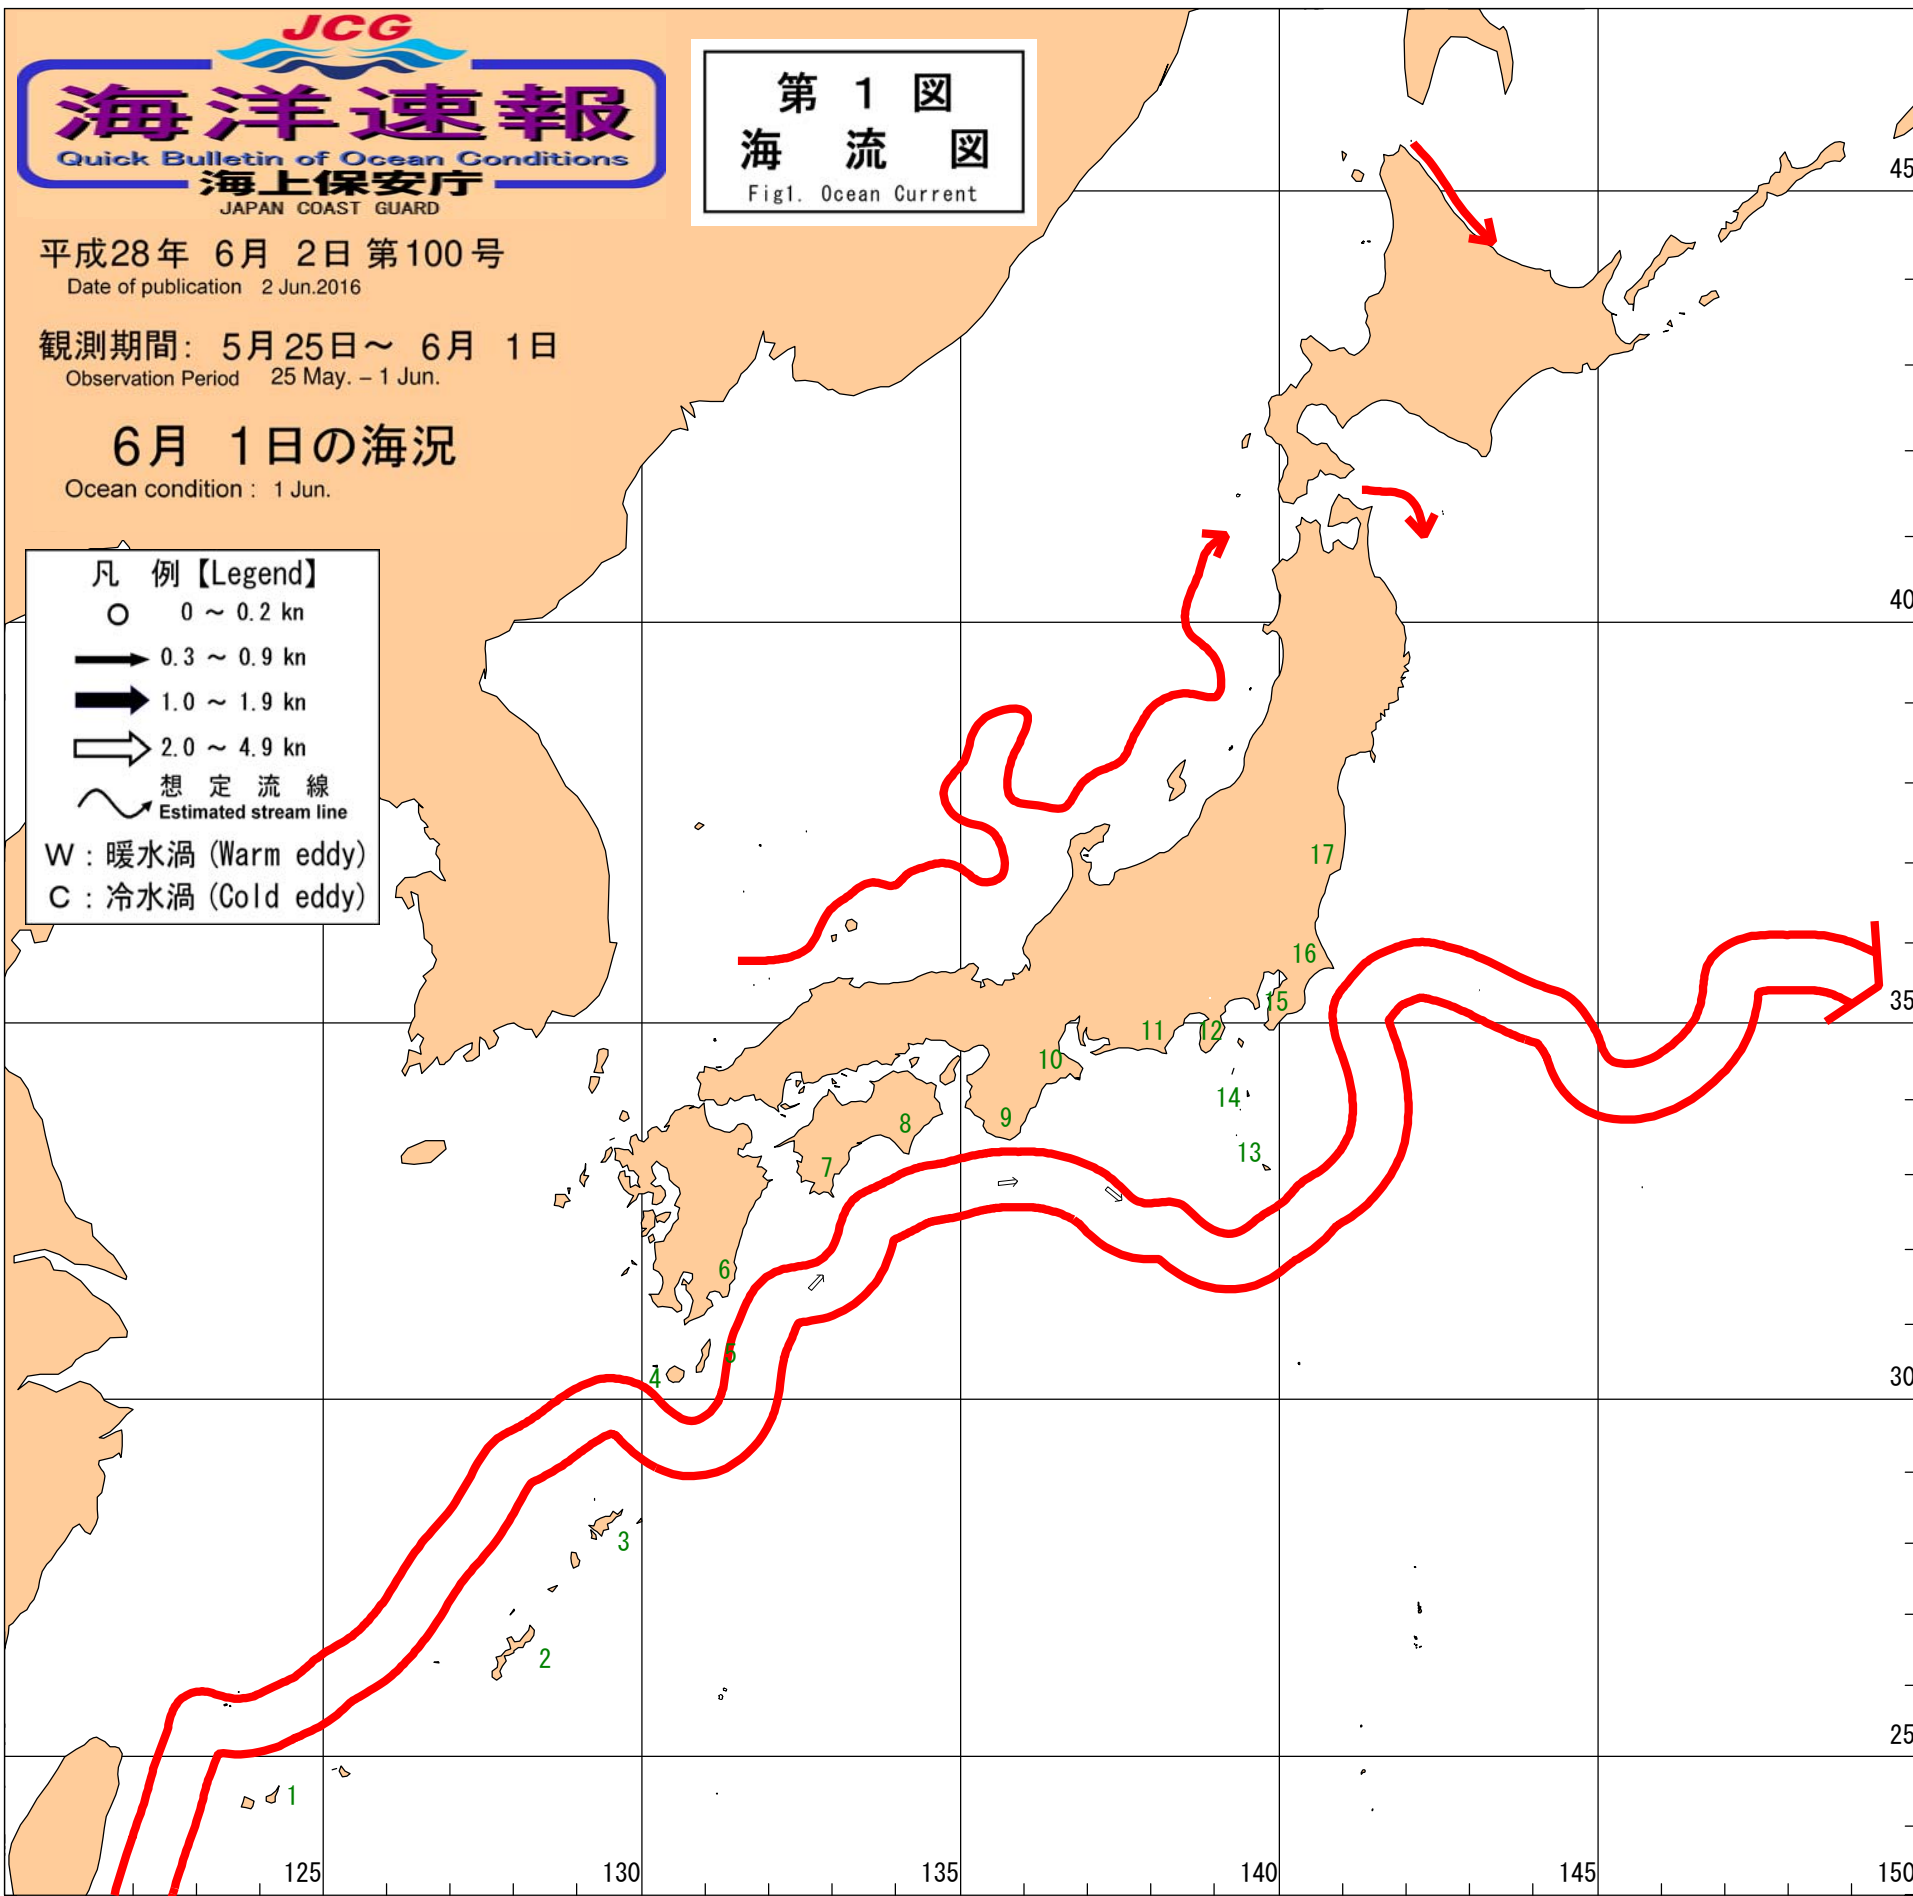 JCG
海洋速報
Quick Bulletin of Ocean Conditions
海上保安庁
JAPAN COAST GUARD
第 1 図
海 流 図
Fig1. Ocean Current
平成28年 6月 2日 第100号
Date of publication 2 Jun.2016
観測期間: 5月25日～ 6月 1日
Observation Period 25 May. – 1 Jun.
6月 1日の海況
Ocean condition : 1 Jun.
凡 例【Legend】
0 ～ 0.2 kn
0.3 ～ 0.9 kn
1.0 ～ 1.9 kn
2.0 ～ 4.9 kn
想 定 流 線
Estimated stream line
W : 暖水渦 (Warm eddy)
C : 冷水渦 (Cold eddy)
45
40
17
16
35
15
11
12
10
14
9
8
13
7
6
5
4
30
3
2
25
1
125
130
135
140
145
150